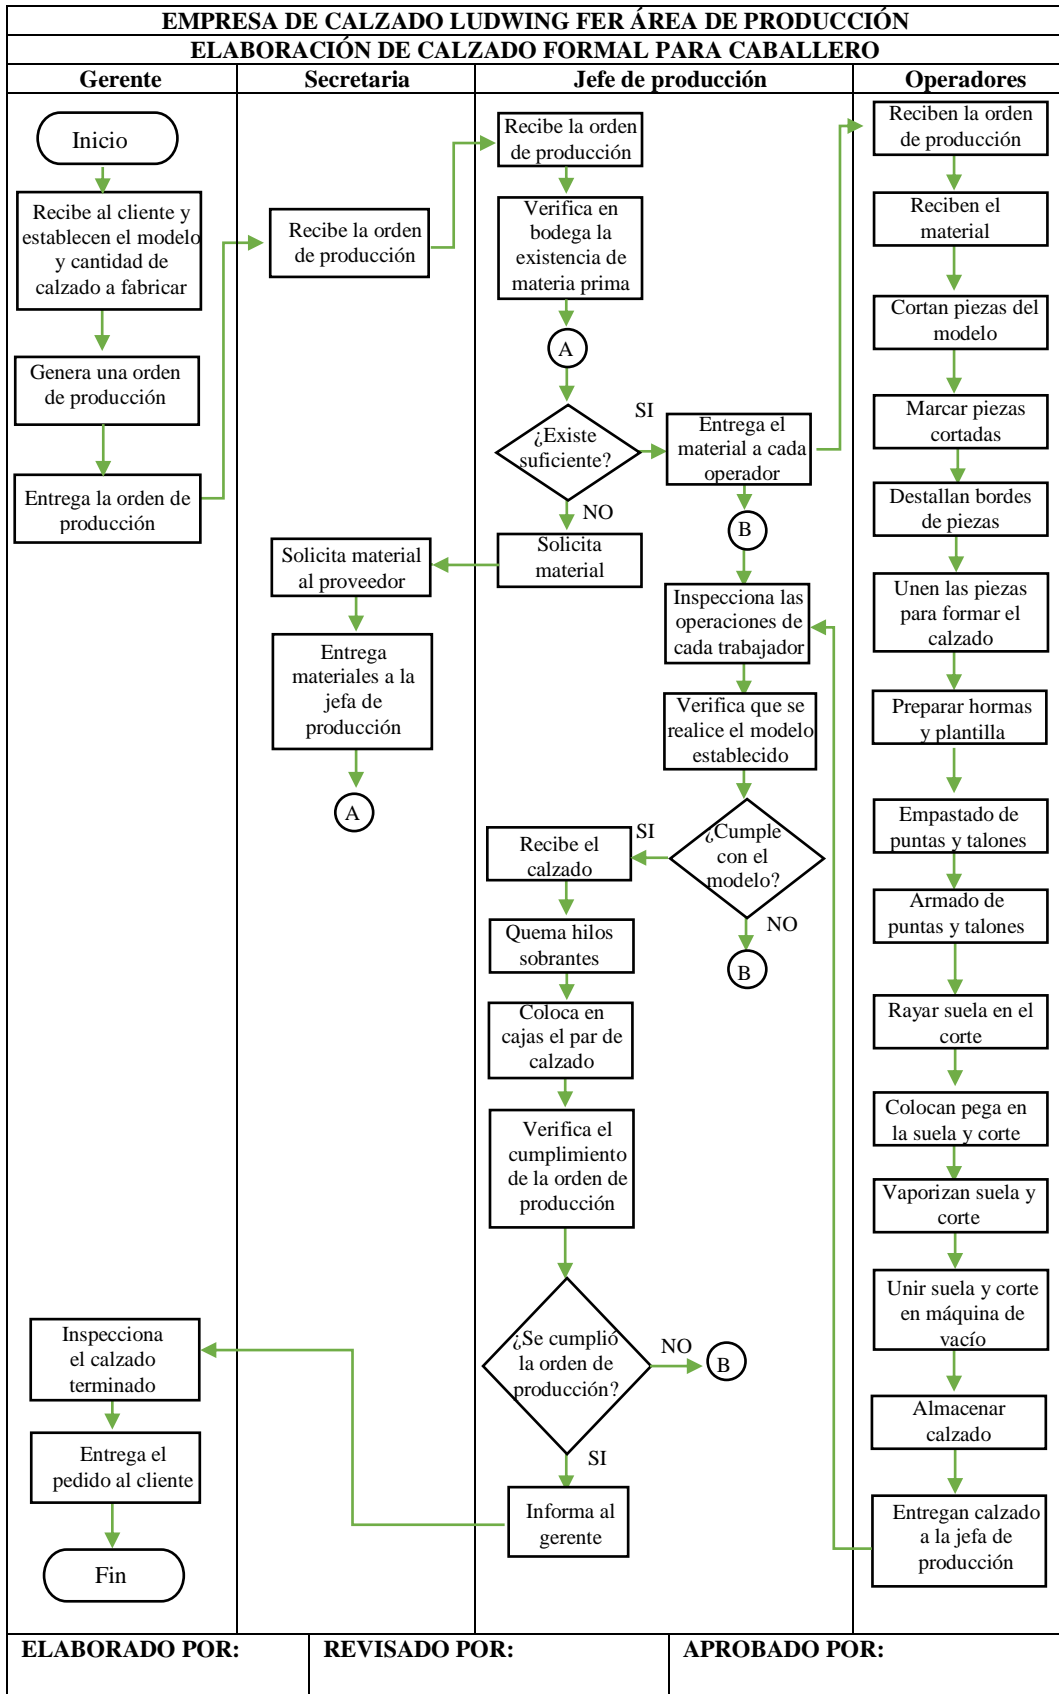 EMPRESA DE CALZADO LUDWING FER ÁREA DE PRODUCCIÓN
ELABORACIÓN DE CALZADO FORMAL PARA CABALLERO
Gerente
Secretaria
Jefe de producción
Operadores
Inicio
Recibe al cliente y
establecen el modelo
y cantidad de
calzado a fabricar
Genera una orden
de producción
Entrega la orden de
producción
Recibe la orden
de producción
Recibe la orden
de producción
Verifica en
bodega la
existencia de
materia prima
A
¿Existe
suficiente?
SI
NO
Entrega el
material a cada
operador
B
Solicita
material
Solicita material
al proveedor
Entrega
materiales a la
jefa de
producción
A
Inspecciona las
operaciones de
cada trabajador
Verifica que se
realice el modelo
establecido
¿Cumple
con el
modelo?
SI
NO
B
Recibe el
calzado
Quema hilos
sobrantes
Coloca en
cajas el par de
calzado
Verifica el
cumplimiento
de la orden de
producción
¿Se cumplió
la orden de
producción?
NO
B
SI
Informa al
gerente
Inspecciona
el calzado
terminado
Entrega el
pedido al cliente
Fin
Reciben la orden
de producción
Reciben el
material
Cortan piezas del
modelo
Marcar piezas
cortadas
Destallan bordes
de piezas
Unen las piezas
para formar el
calzado
Preparar hormas
y plantilla
Empastado de
puntas y talones
Armado de
puntas y talones
Rayar suela en el
corte
Colocan pega en
la suela y corte
Vaporizan suela y
corte
Unir suela y corte
en máquina de
vacío
Almacenar
calzado
Entregan calzado
a la jefa de
producción
ELABORADO POR:
REVISADO POR:
APROBADO POR: